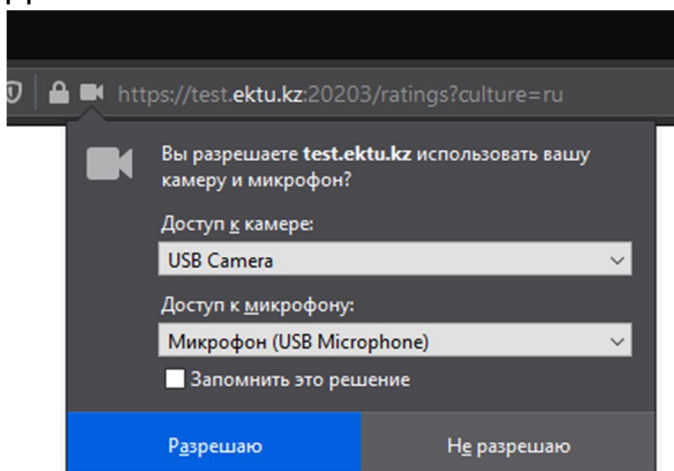 https://test.ektu.kz:20203/ratings?culture=ru
Вы разрешаете test.ektu.kz использовать вашу
камеру и микрофон?
Доступ к камере:
USB Camera
Доступ к микрофону:
Микрофон (USB Microphone)
Запомнить это решение
Разрешаю Не разрешаю